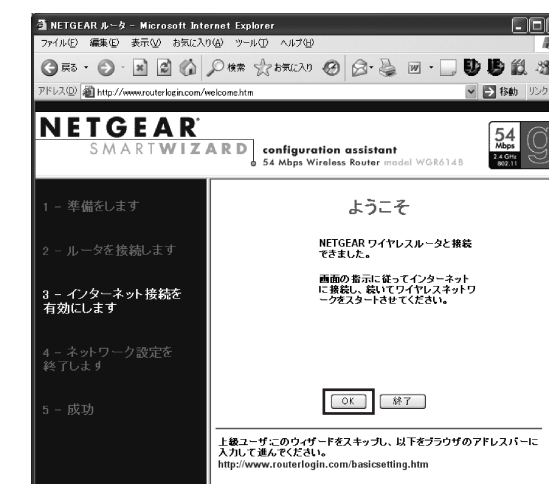 NETGEAR ルータ - Microsoft Internet Explorer
ファイル(F) 編集(E) 表示(V) お気に入り(A) ツール(T) ヘルプ(H)
戻る 検索 お気に入り
アドレス(D) http://www.routerlogin.com/welcome.htm 移動 リンク
NETGEAR
SMARTWIZARD configuration assistant
54 Mbps Wireless Router model WGR614B
54
Mbps
2.4 GHz
802.11
g
1 - 準備をします
2 - ルータを接続します
3 - インターネット接続を
有効にします
4 - ネットワーク設定を
終了します
5 - 成功
ようこそ
NETGEAR ワイヤレスルータと接続
できました。
画面の指示に従ってインターネット
に接続し、続いてワイヤレスネットワ
ークをスタートさせてください。
OK 終了
上級ユーザ:このウィザードをスキップし、以下をブラウザのアドレスバーに
入力して進んでください。
http://www.routerlogin.com/basicsetting.htm